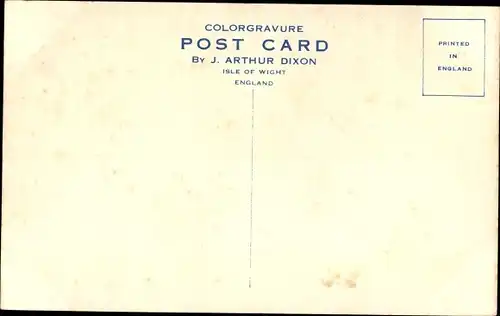 COLORGRAVURE
POST CARD
BY J. ARTHUR DIXON
ISLE OF WIGHT
ENGLAND
PRINTED
IN
ENGLAND